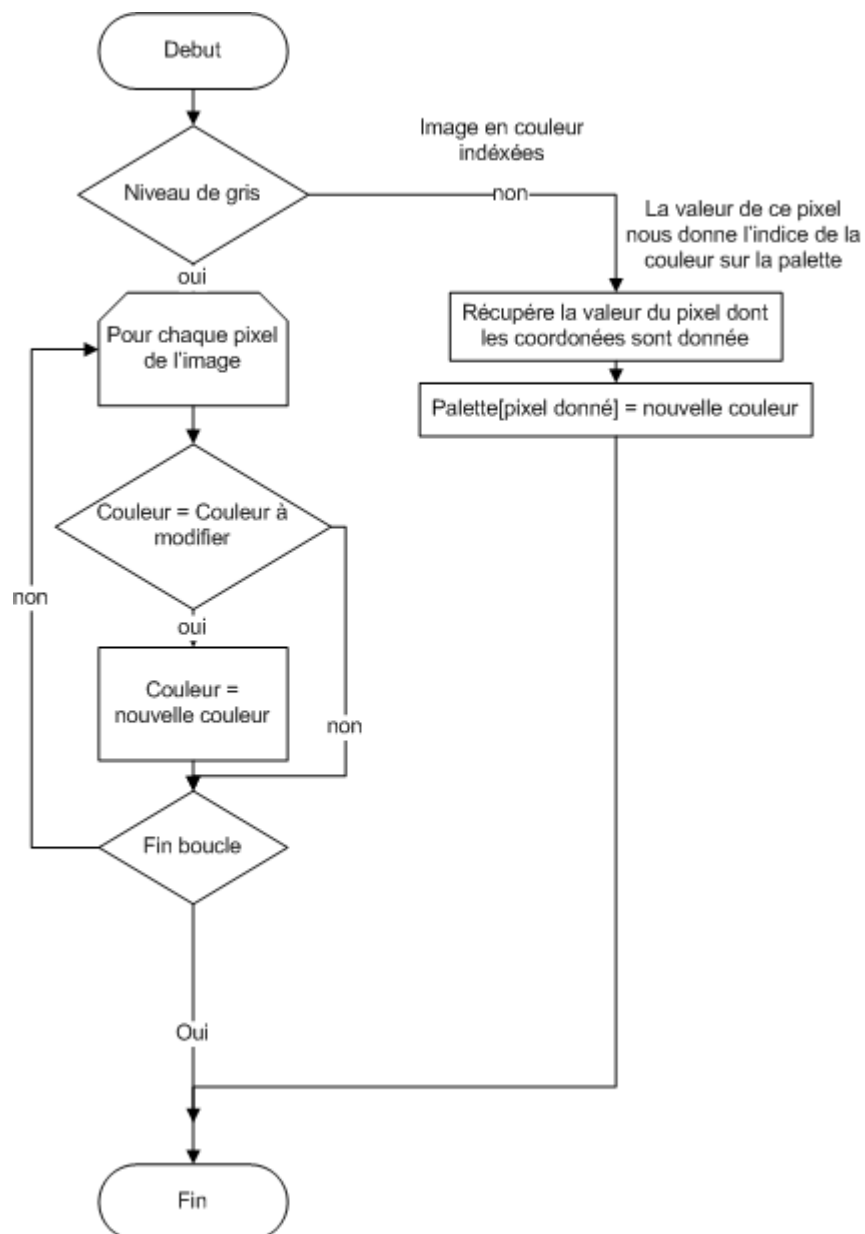 Debut
Image en couleur
indéxées
Niveau de gris
non
La valeur de ce pixel
nous donne l'indice de la
couleur sur la palette
oui
Pour chaque pixel
de l'image
Récupére la valeur du pixel dont
les coordonées sont donnée
Palette[pixel donné] = nouvelle couleur
Couleur = Couleur à
modifier
non
oui
Couleur =
nouvelle couleur
non
Fin boucle
Oui
Fin